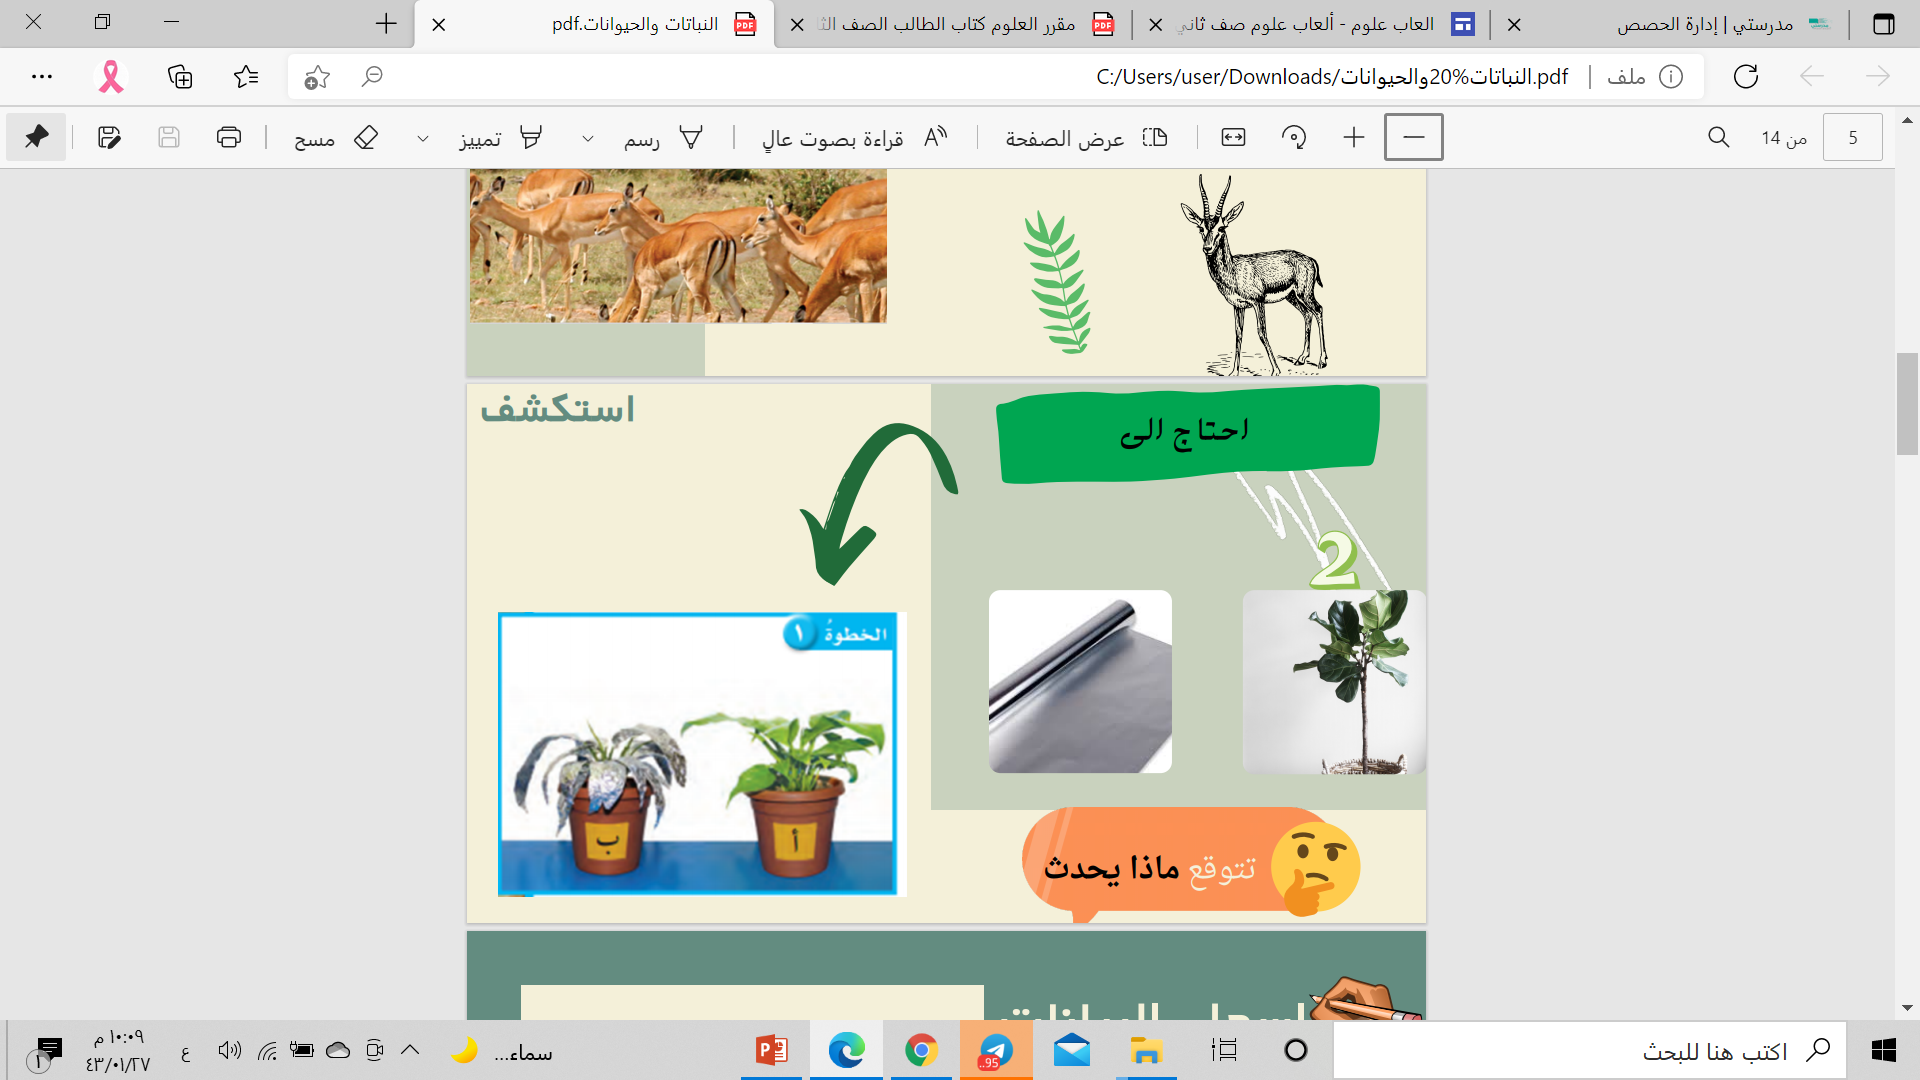 مدرستي | إدارة الحصص
العاب علوم - ألعاب علوم صف ثاني
مقرر العلوم كتاب الطالب الصف الثا
النباتات والحيوانات.pdf
ملف
C:/Users/user/Downloads/النباتات%20والحيوانات.pdf
5
من 14
عرض الصفحة
قراءة بصوت عالٍ
رسم
تمييز
مسح
احتاج الى
استكشف
2
الخطوةُ ١
أ
ب
تتوقع ماذا يحدث
اكتب هنا للبحث
95..
سماء...
ع
١٠:٠٩ م
٤٣/٠١/٢٧
١